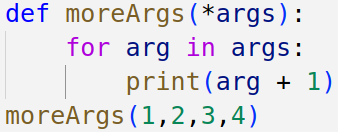 def moreArgs(*args):
    for arg in args:
        print(arg + 1)
moreArgs(1,2,3,4)